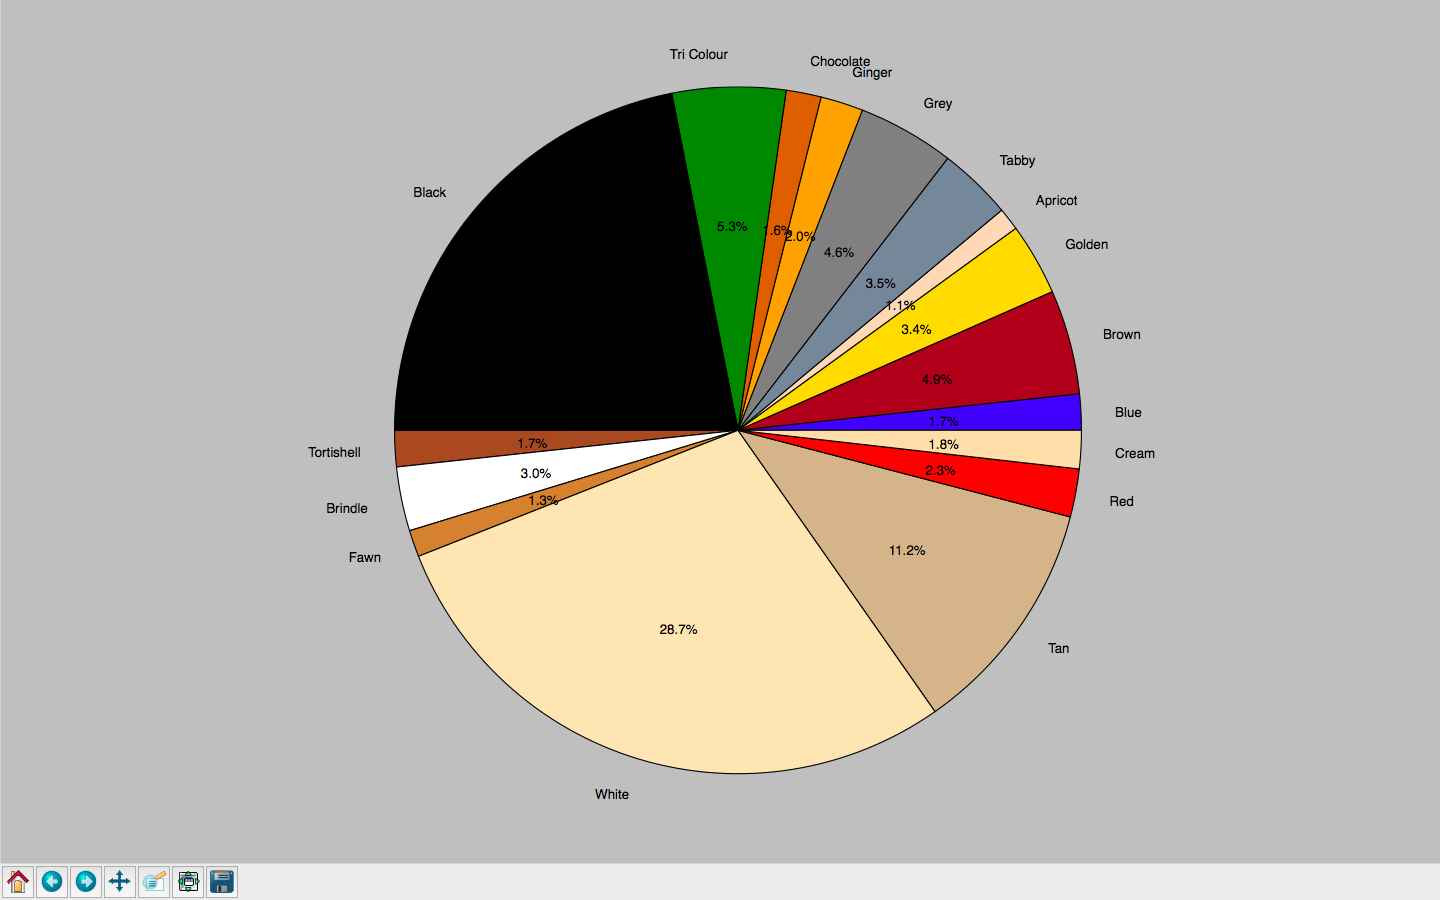 Tri Colour
Chocolate
Ginger
Grey
Tabby
Apricot
Golden
Black
5.3%
1.6%
2.0%
4.6%
3.5%
1.1%
3.4%
Brown
4.9%
Blue
1.7%
Cream
1.8%
Red
2.3%
Tortishell
1.7%
Brindle
3.0%
Fawn
1.3%
11.2%
Tan
28.7%
White